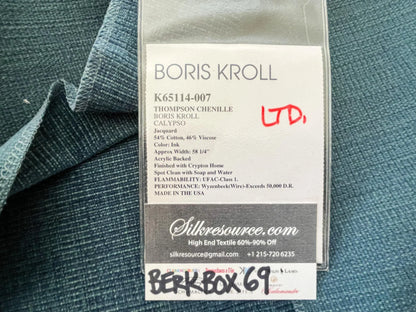 BORIS KROLL
K65114-007
THOMPSON CHENILLE
BORIS KROLL
CALYPSO
Jacquard
54% Cotton, 46% Viscose
Color: Ink
Approx Width: 58 1/4"
Acrylic Backed
Finished with Crypton Home
Spot Clean with Soap and Water
FLAMMABILITY: UFAC-Class 1.
PERFORMANCE: Wyzenbeek(Wire)-Exceeds 50,000 D.R.
MADE IN THE USA
LTD.
Silkresource.com
High End Textile 60%-90% Off
silkresource@gmail.com +1 215-720 6235
BERK·BOX 69